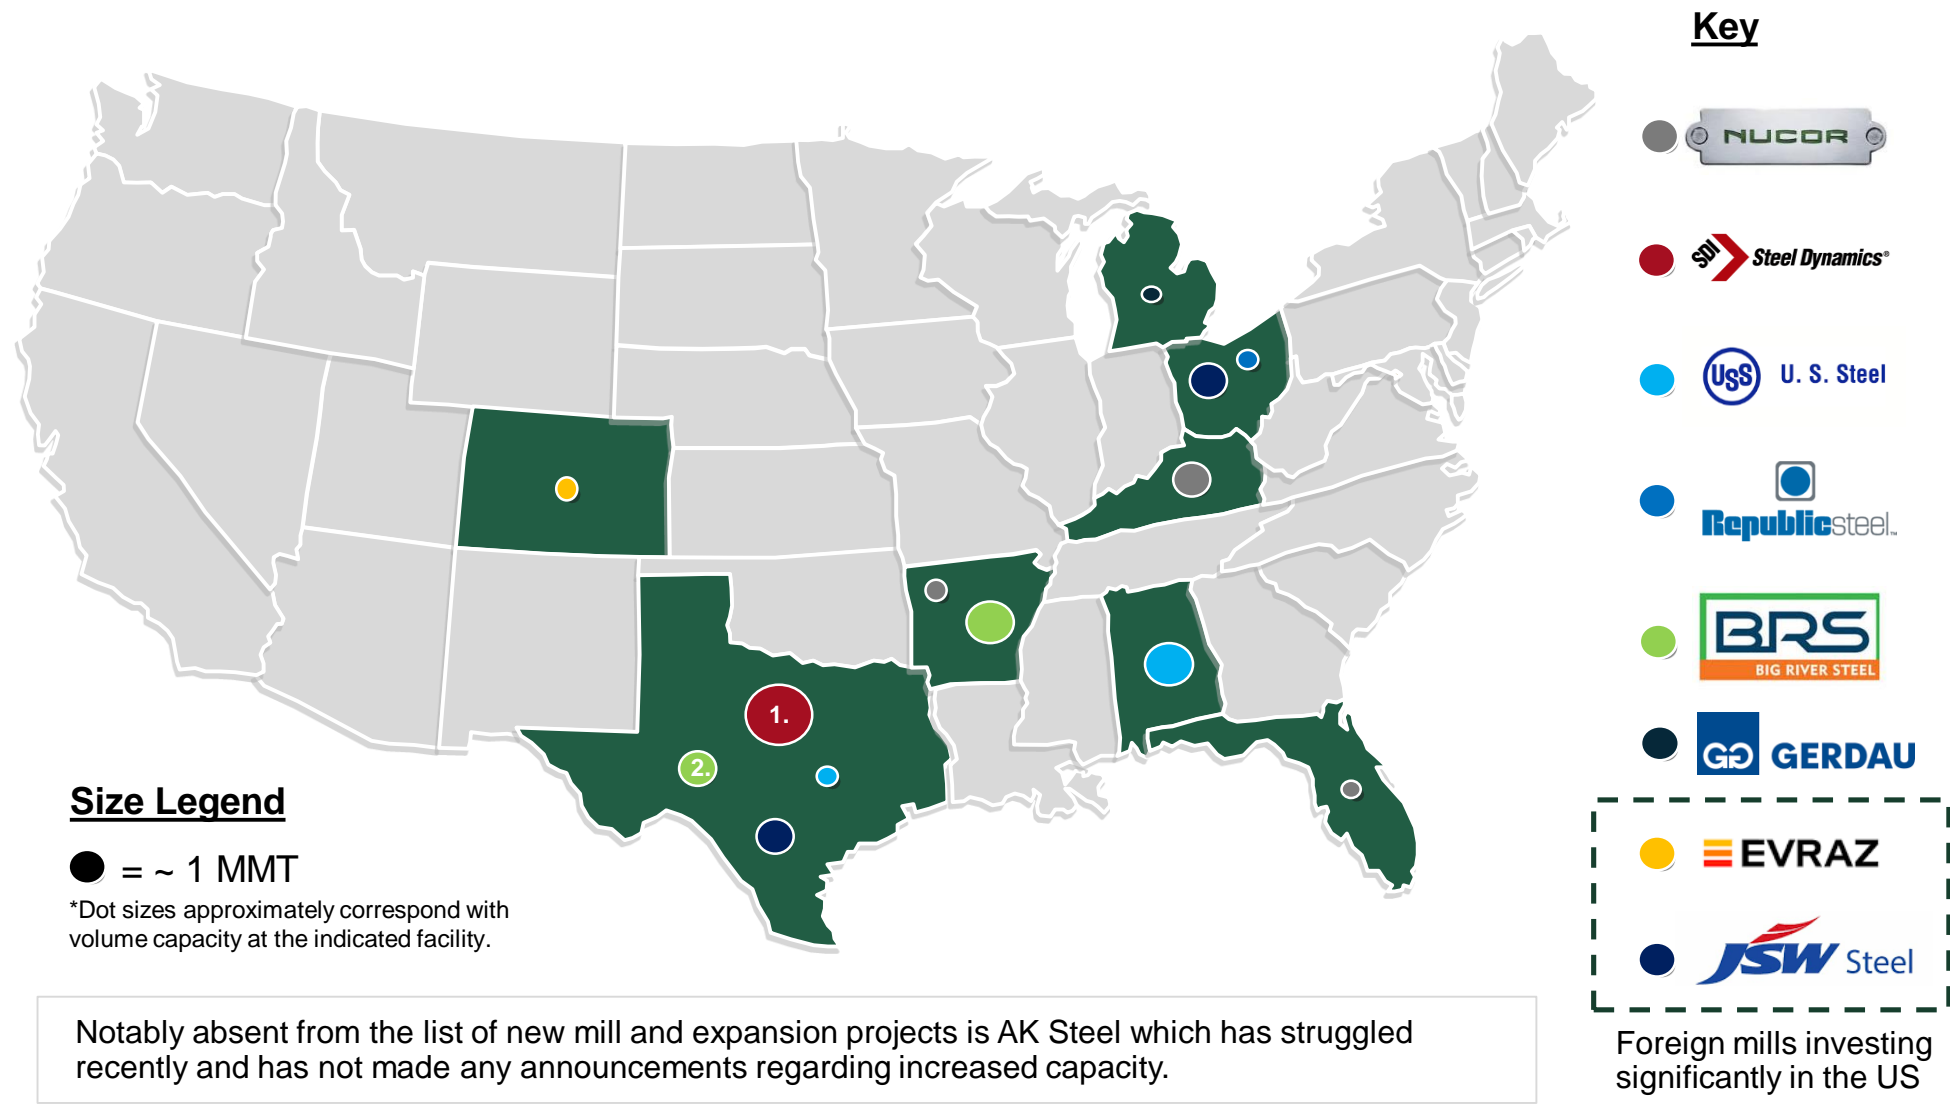 Key
NUCOR
SDI
Steel Dynamics®
USS
U. S. Steel
Republicsteel™
BRS
BIG RIVER STEEL
GG GERDAU
EVRAZ
JSW Steel
Foreign mills investing
significantly in the US
1.
2.
Size Legend
= ~ 1 MMT
*Dot sizes approximately correspond with
volume capacity at the indicated facility.
Notably absent from the list of new mill and expansion projects is AK Steel which has struggled
recently and has not made any announcements regarding increased capacity.